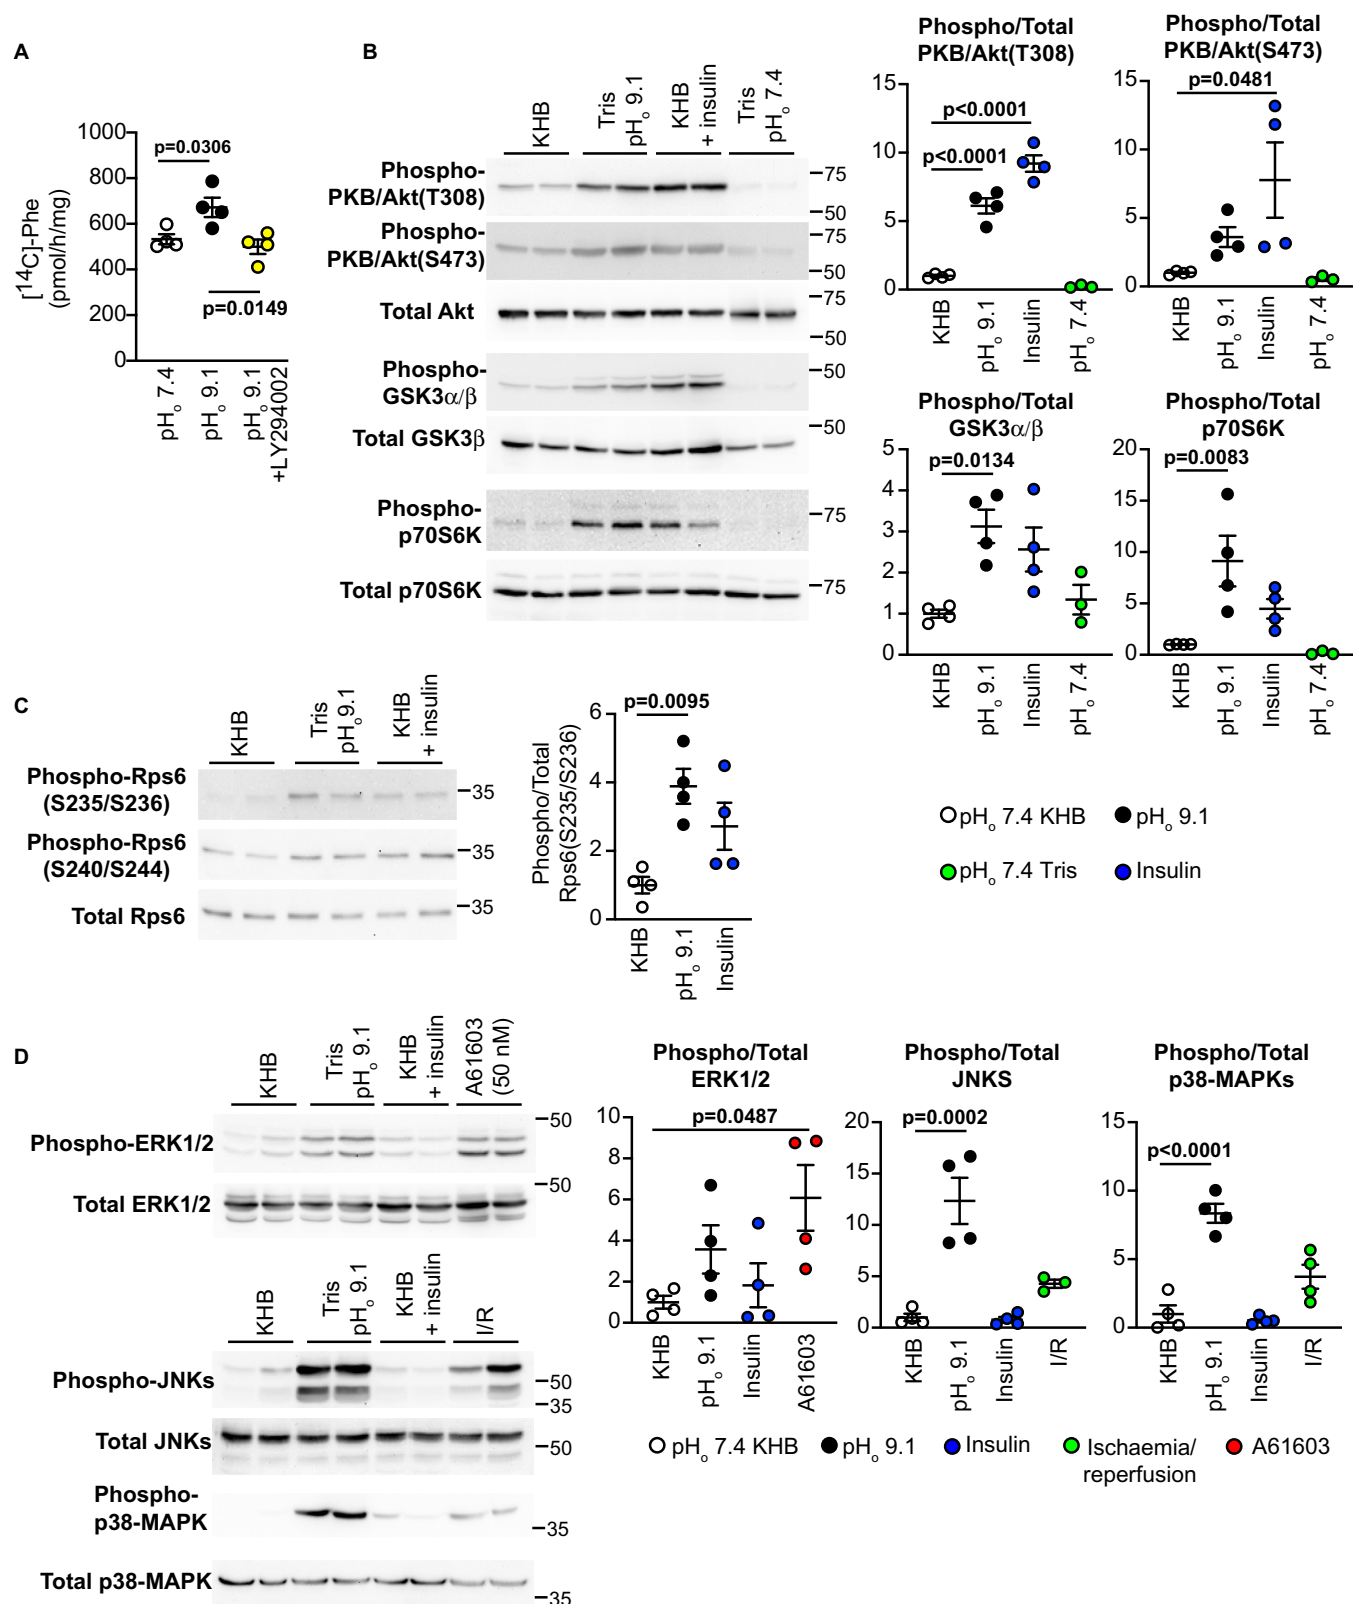 A
1000
800
600
400
200
0
[¹⁴C]-Phe
(pmol/h/mg)
p=0.0306
p=0.0149
pHₒ 7.4
pHₒ 9.1
pHₒ 9.1
+LY294002
B
KHB
Tris
pHₒ 9.1
KHB
+ insulin
Tris
pHₒ 7.4
Phospho-
PKB/Akt(T308)
75
50
Phospho-
PKB/Akt(S473)
75
50
Total Akt
75
50
Phospho-
GSK3α/β
50
Total GSK3β
50
Phospho-
p70S6K
75
Total p70S6K
75
Phospho/Total
PKB/Akt(T308)
15
10
5
0
p<0.0001
p<0.0001
KHB
pHₒ 9.1
Insulin
pHₒ 7.4
Phospho/Total
PKB/Akt(S473)
15
10
5
0
p=0.0481
KHB
pHₒ 9.1
Insulin
pHₒ 7.4
Phospho/Total
GSK3α/β
5
4
3
2
1
0
p=0.0134
KHB
pHₒ 9.1
Insulin
pHₒ 7.4
Phospho/Total
p70S6K
20
15
10
5
0
p=0.0083
KHB
pHₒ 9.1
Insulin
pHₒ 7.4
C
KHB
Tris
pHₒ 9.1
KHB
+ insulin
Phospho-Rps6
(S235/S236)
35
Phospho-Rps6
(S240/S244)
35
Total Rps6
35
Phospho/Total
Rps6(S235/S236)
6
4
2
0
p=0.0095
KHB
pHₒ 9.1
Insulin
pHₒ 7.4 KHB
pHₒ 9.1
pHₒ 7.4 Tris
Insulin
D
KHB
Tris
pHₒ 9.1
KHB
+ insulin
A61603
(50 nM)
Phospho-ERK1/2
50
Total ERK1/2
50
KHB
Tris
pHₒ 9.1
KHB
+ insulin
I/R
Phospho-JNKs
50
35
Total JNKs
50
Phospho-
p38-MAPK
35
Total p38-MAPK
35
Phospho/Total
ERK1/2
10
8
6
4
2
0
p=0.0487
KHB
pHₒ 9.1
Insulin
A61603
Phospho/Total
JNKS
20
15
10
5
0
p=0.0002
KHB
pHₒ 9.1
Insulin
I/R
Phospho/Total
p38-MAPKs
15
10
5
0
p<0.0001
KHB
pHₒ 9.1
Insulin
I/R
pHₒ 7.4 KHB
pHₒ 9.1
Insulin
Ischaemia/
reperfusion
A61603